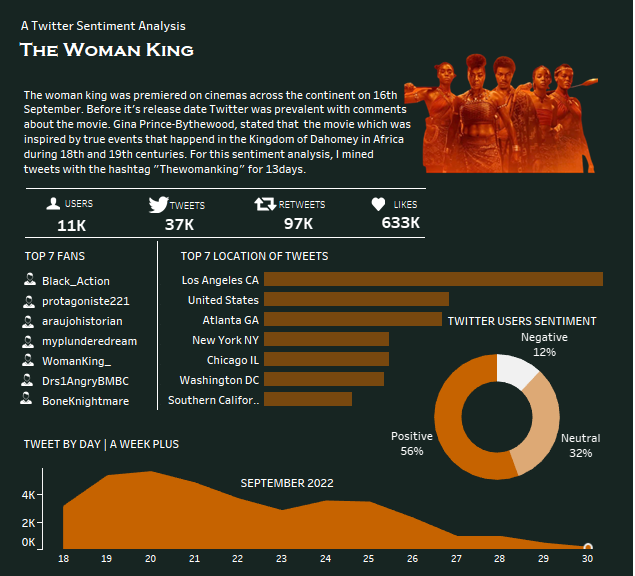 A Twitter Sentiment Analysis
THE WOMAN KING
The woman king was premiered on cinemas across the continent on 16th
September. Before it's release date Twitter was prevalent with comments
about the movie. Gina Prince-Bythewood, stated that the movie which was
inspired by true events that happend in the Kingdom of Dahomey in Africa
during 18th and 19th centuries. For this sentiment analysis, I mined
tweets with the hashtag "Thewomanking" for 13days.
USERS
11K
TWEETS
37K
RETWEETS
97K
LIKES
633K
TOP 7 FANS
Black_Action
protagoniste221
araujohistorian
myplunderedream
WomanKing_
Drs1AngryBMBC
BoneKnightmare
TOP 7 LOCATION OF TWEETS
Los Angeles CA
United States
Atlanta GA
New York NY
Chicago IL
Washington DC
Southern Califor..
TWITTER USERS SENTIMENT
Negative
12%
Positive
56%
Neutral
32%
TWEET BY DAY | A WEEK PLUS
SEPTEMBER 2022
4K
2K
0K
18 19 20 21 22 23 24 25 26 27 28 29 30